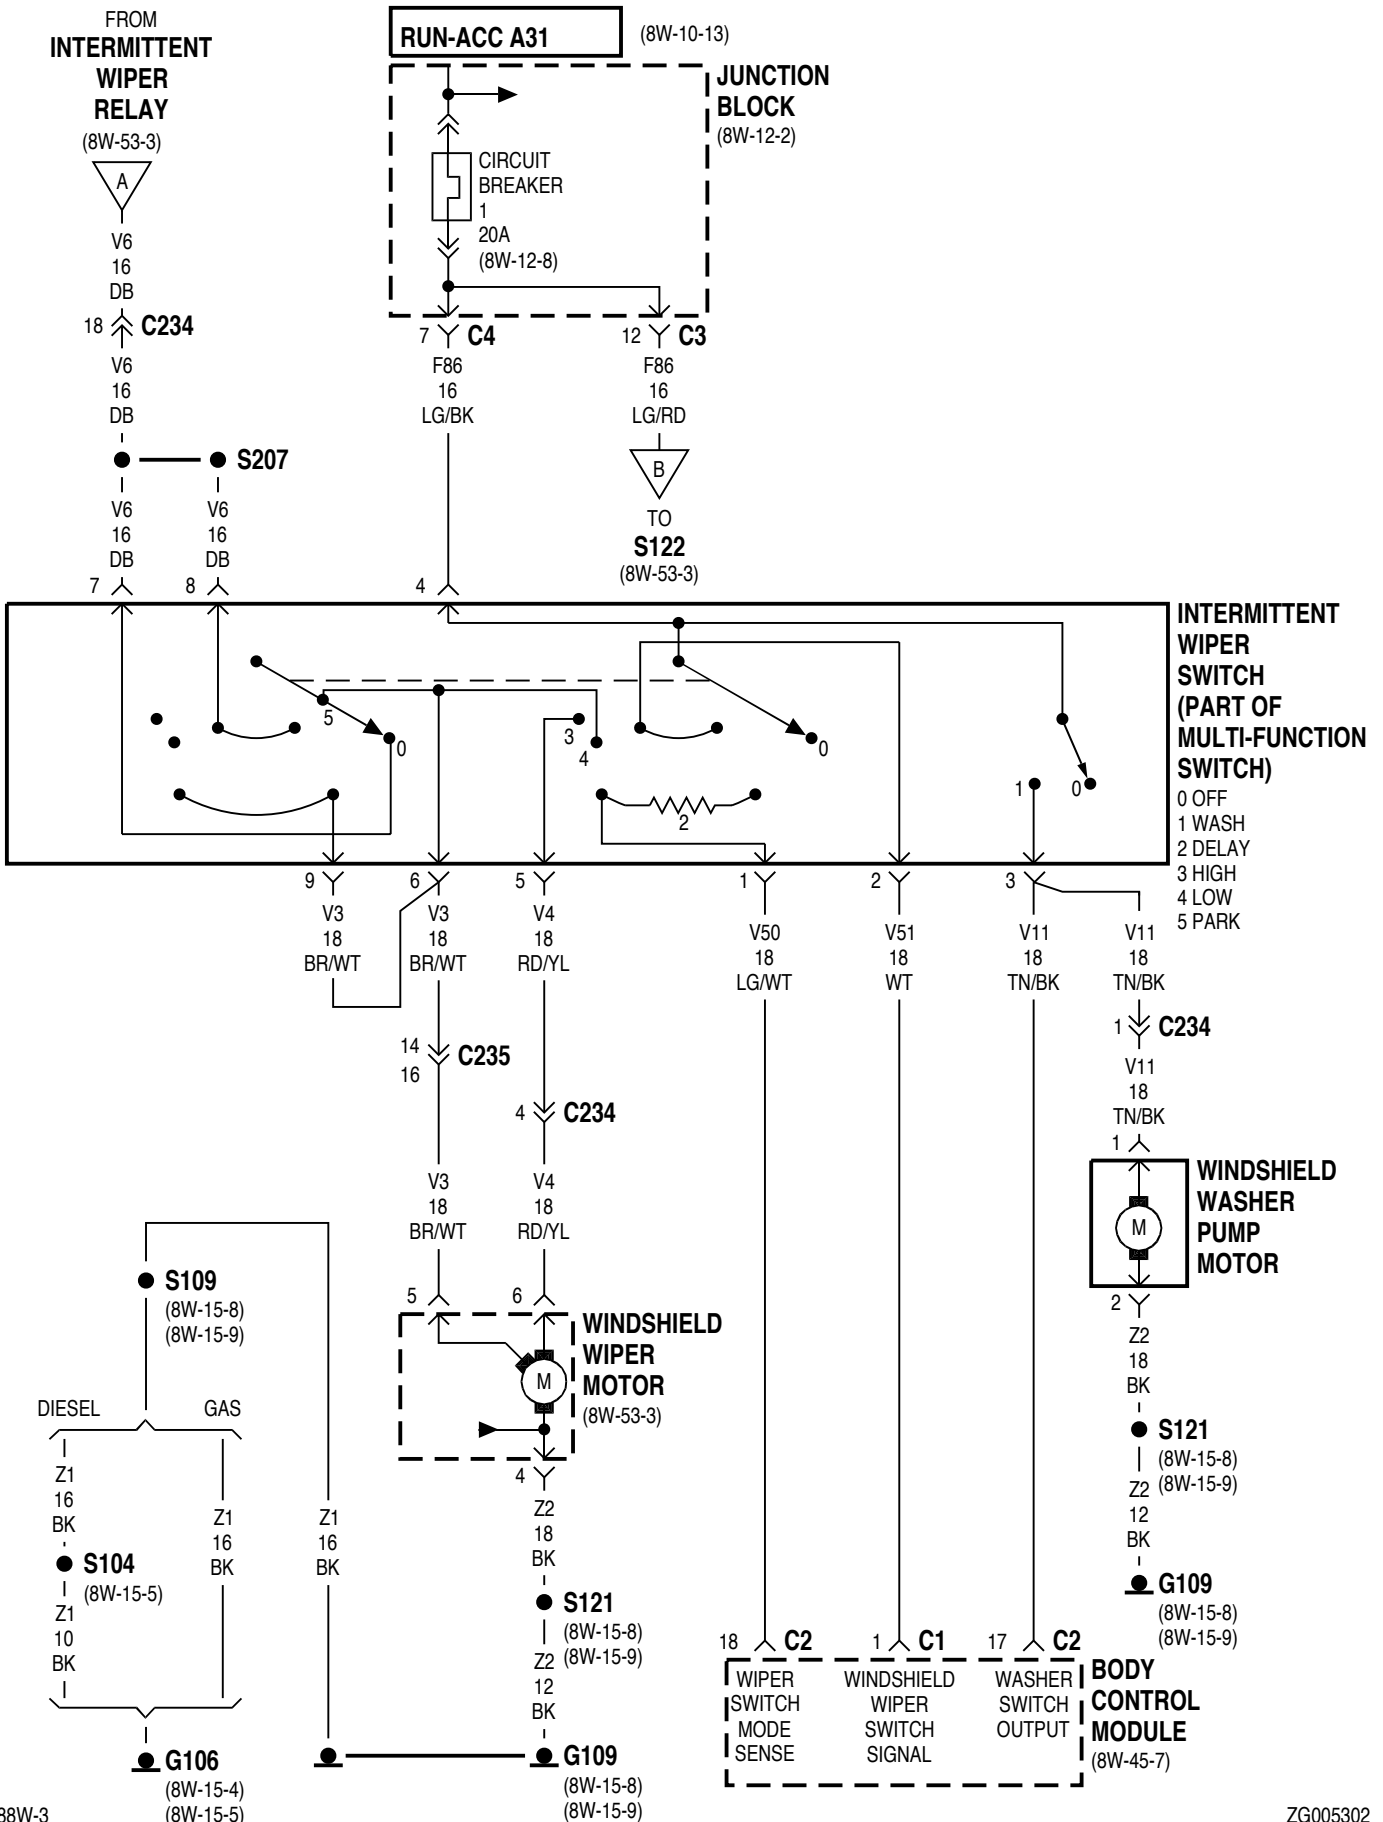 FROM
INTERMITTENT
WIPER
RELAY
(8W-53-3)
A
V6
16
DB
18
C234
V6
16
DB
S207
V6
16
DB
V6
16
DB
7
8
RUN-ACC A31
(8W-10-13)
JUNCTION
BLOCK
(8W-12-2)
CIRCUIT
BREAKER
1
20A
(8W-12-8)
7
C4
12
C3
F86
16
LG/BK
F86
16
LG/RD
B
TO
S122
(8W-53-3)
4
INTERMITTENT
WIPER
SWITCH
(PART OF
MULTI-FUNCTION
SWITCH)
0 OFF
1 WASH
2 DELAY
3 HIGH
4 LOW
5 PARK
5
0
3
4
0
2
1
0
9
6
5
1
2
3
V3
18
BR/WT
V3
18
BR/WT
V4
18
RD/YL
V50
18
LG/WT
V51
18
WT
V11
18
TN/BK
V11
18
TN/BK
14
16
C235
4
C234
1
C234
V11
18
TN/BK
1
V3
18
BR/WT
V4
18
RD/YL
5
6
WINDSHIELD
WIPER
MOTOR
(8W-53-3)
M
4
WINDSHIELD
WASHER
PUMP
MOTOR
M
2
Z2
18
BK
S121
(8W-15-8)
(8W-15-9)
Z2
12
BK
G109
(8W-15-8)
(8W-15-9)
S109
(8W-15-8)
(8W-15-9)
DIESEL
GAS
Z1
16
BK
S104
(8W-15-5)
Z1
10
BK
Z1
16
BK
Z1
16
BK
G106
(8W-15-4)
(8W-15-5)
Z2
18
BK
S121
(8W-15-8)
(8W-15-9)
Z2
12
BK
G109
(8W-15-8)
(8W-15-9)
18
C2
1
C1
17
C2
WIPER
SWITCH
MODE
SENSE
WINDSHIELD
WIPER
SWITCH
SIGNAL
WASHER
SWITCH
OUTPUT
BODY
CONTROL
MODULE
(8W-45-7)
88W-3
ZG005302